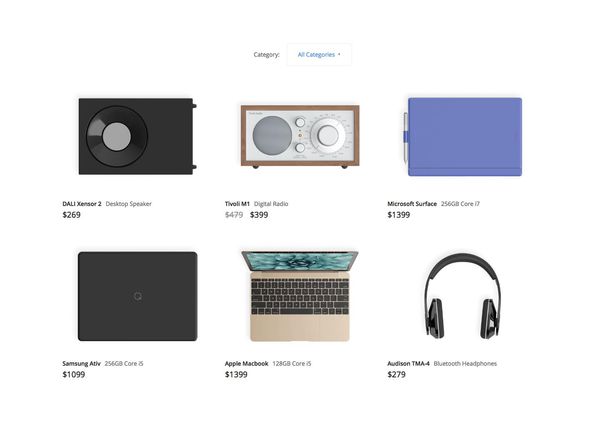 Category: All Categories
DALI Xensor 2 Desktop Speaker
$269
Tivoli M1 Digital Radio
$479 $399
Microsoft Surface 256GB Core i7
$1399
Samsung Ativ 256GB Core i5
$1099
Apple Macbook 128GB Core i5
$1399
Audison TMA-4 Bluetooth Headphones
$279